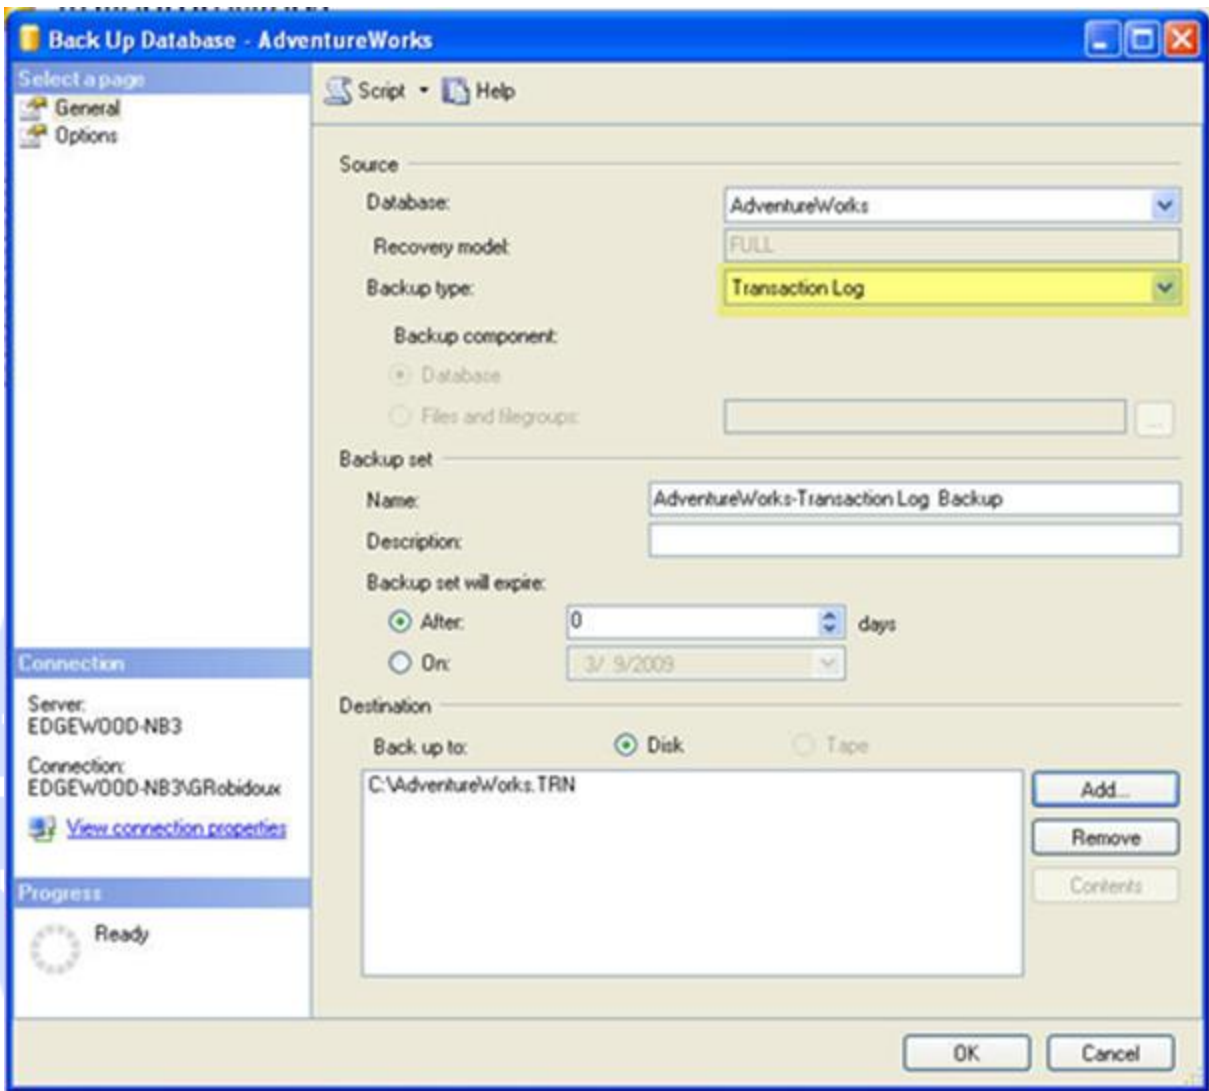 Back Up Database - AdventureWorks
Select a page
General
Options
Script Help
Source
Database: AdventureWorks
Recovery model: FULL
Backup type: Transaction Log
Backup component:
Database
Files and filegroups: ...
Backup set
Name: AdventureWorks-Transaction Log Backup
Description:
Backup set will expire:
After: 0 days
On: 3/ 9/2009
Destination
Back up to: Disk Tape
C:\AdventureWorks.TRN
Add...
Remove
Contents
Connection
Server:
EDGEWOOD-NB3
Connection:
EDGEWOOD-NB3\GRobidoux
View connection properties
Progress
Ready
OK Cancel